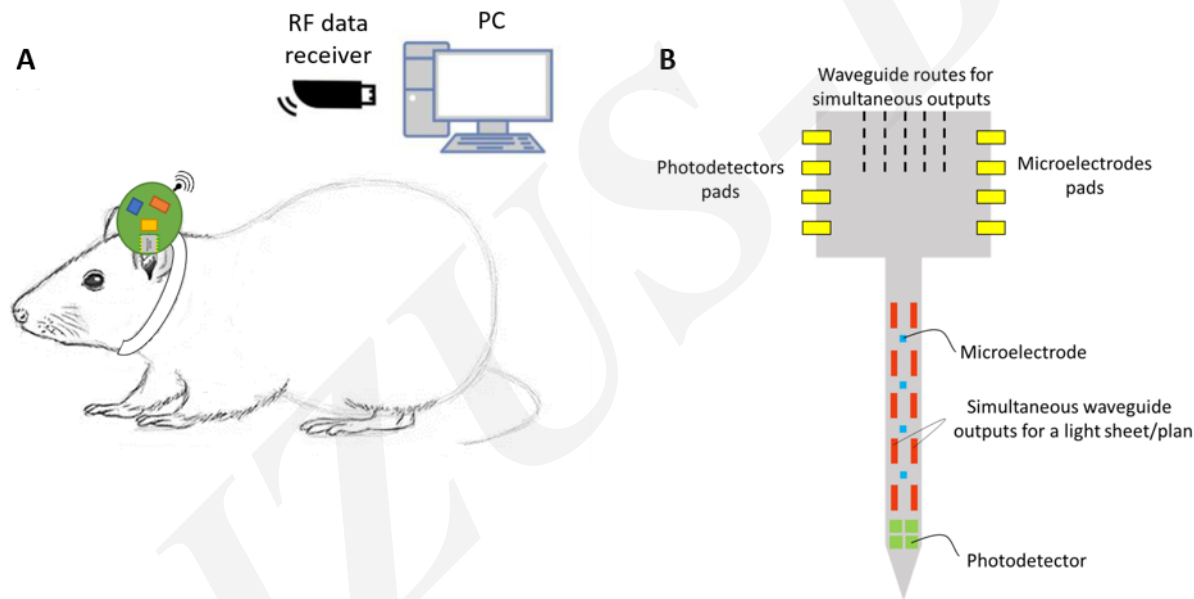 RF data
receiver
PC
A
B
Waveguide routes for
simultaneous outputs
Photodetectors
pads
Microelectrodes
pads
Microelectrode
Simultaneous waveguide
outputs for a light sheet/plan
Photodetector